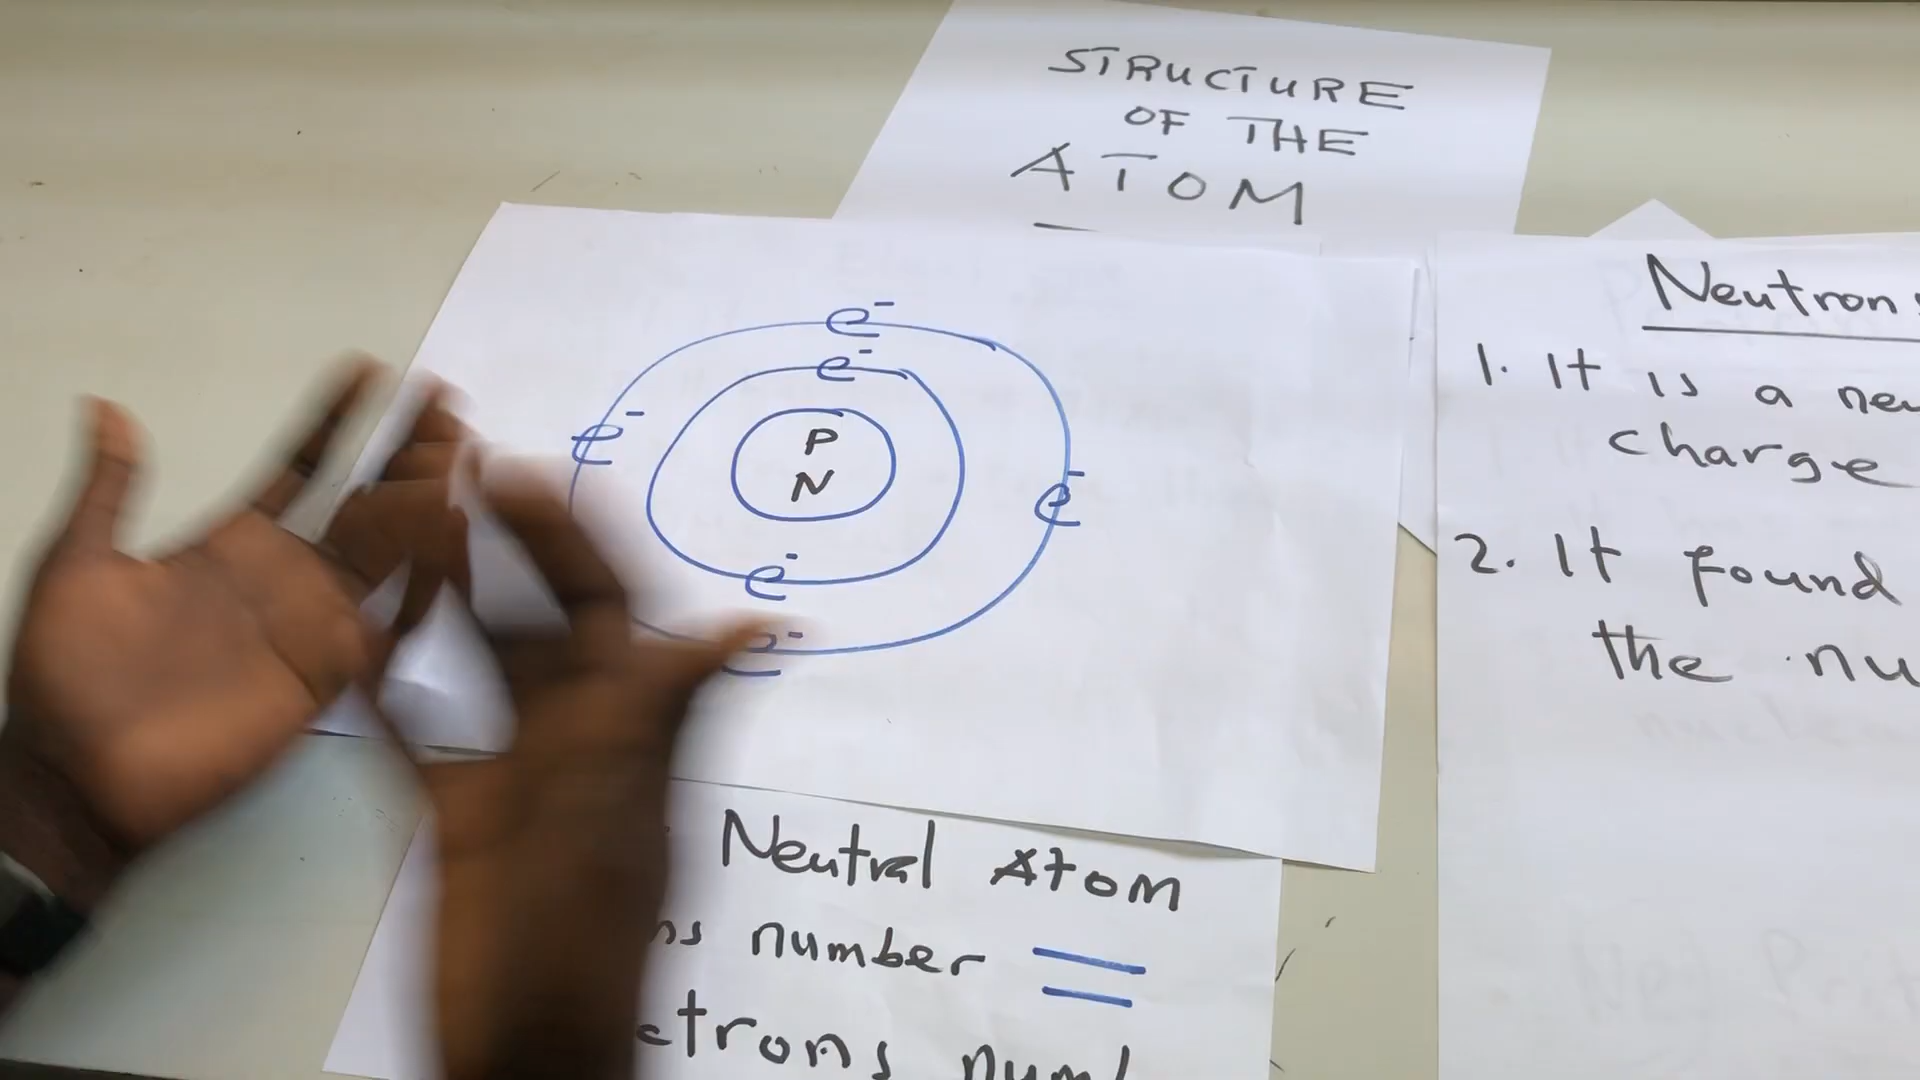 STRUCTURE
OF THE
ATOM
e-
e-
e-
P
N
e-
e-
e-
Neutral Atom
number =
Neutron
1. It is a
charge
2. It found
the